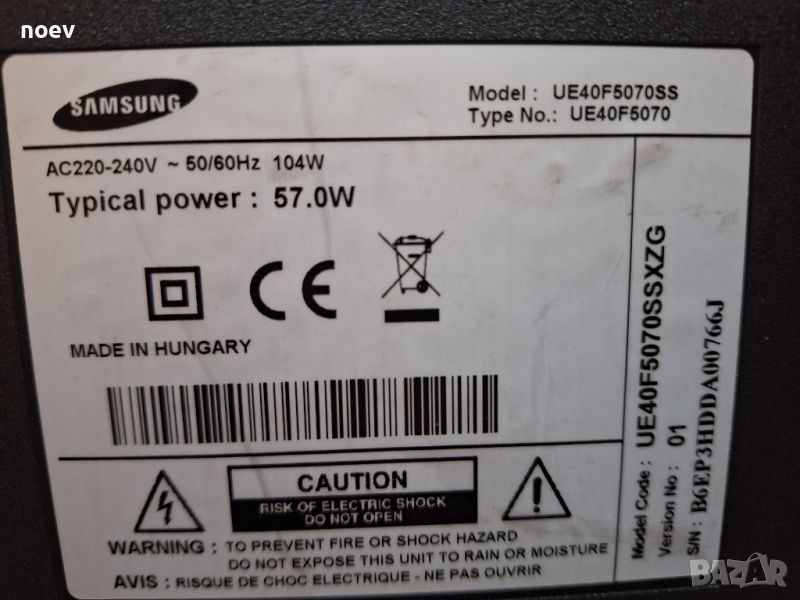 noev
SAMSUNG
Model : UE40F5070SS
Type No.: UE40F5070
AC220-240V ~ 50/60Hz 104W
Typical power : 57.0W
CE
MADE IN HUNGARY
CAUTION
RISK OF ELECTRIC SHOCK
DO NOT OPEN
WARNING : TO PREVENT FIRE OR SHOCK HAZARD
DO NOT EXPOSE THIS UNIT TO RAIN OR MOISTURE
AVIS : RISQUE DE CHOC ELECTRIQUE - NE PAS OUVRIR
Model Code : UE40F5070SSXZG
Version No : 01
S/N : B6EP3HDDA00766J
BAZAR